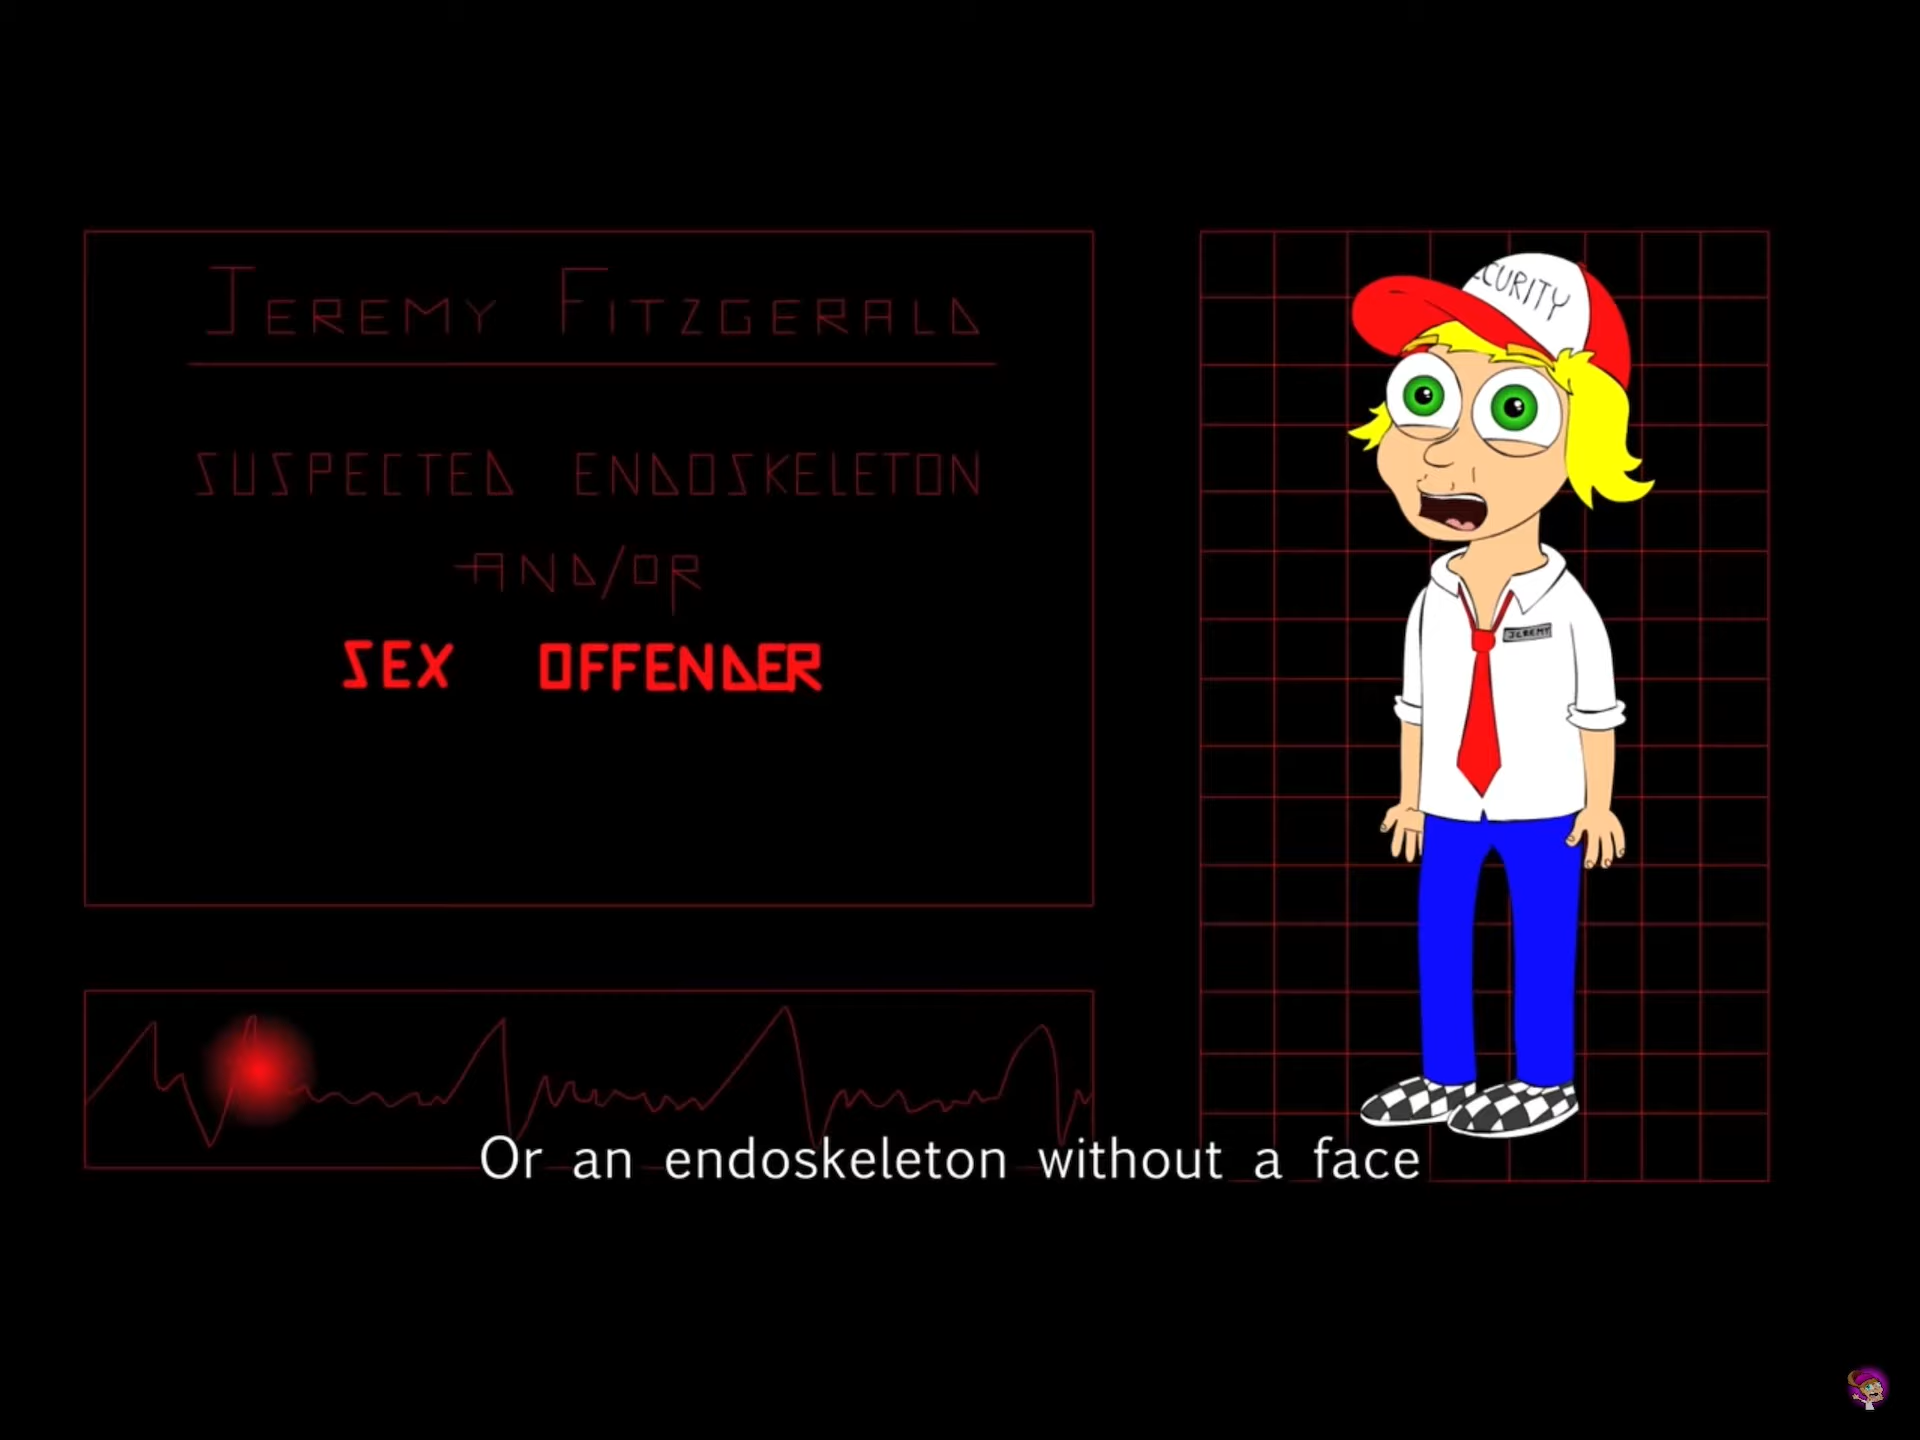 JEREMY FITZGERALD
SUSPECTED ENDOSKELETON
AND/OR
SEX OFFENDER
CURITY
JEREMY
Or an endoskeleton without a face